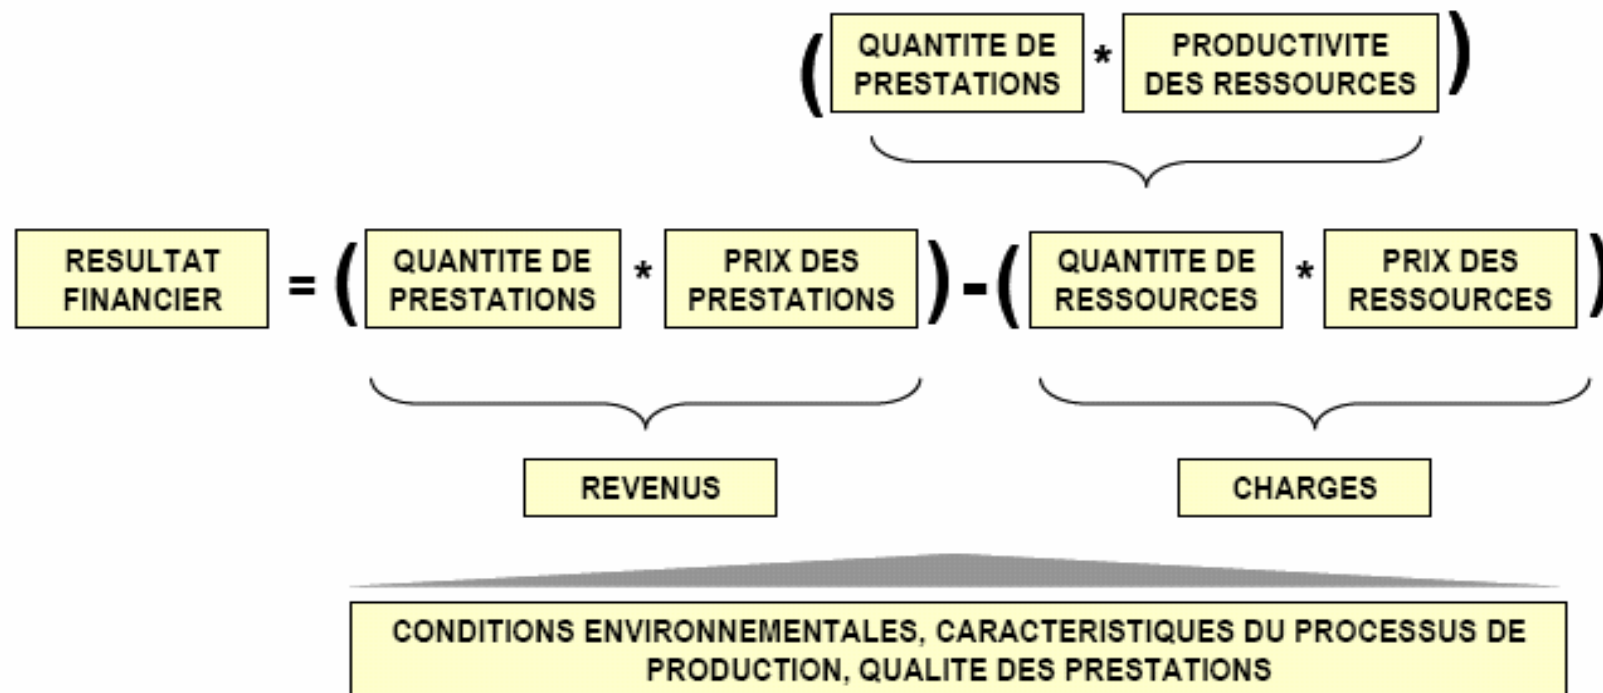 ( QUANTITE DE PRESTATIONS * PRODUCTIVITE DES RESSOURCES )
RESULTAT FINANCIER = ( QUANTITE DE PRESTATIONS * PRIX DES PRESTATIONS ) - ( QUANTITE DE RESSOURCES * PRIX DES RESSOURCES )
REVENUS
CHARGES
CONDITIONS ENVIRONNEMENTALES, CARACTERISTIQUES DU PROCESSUS DE
PRODUCTION, QUALITE DES PRESTATIONS